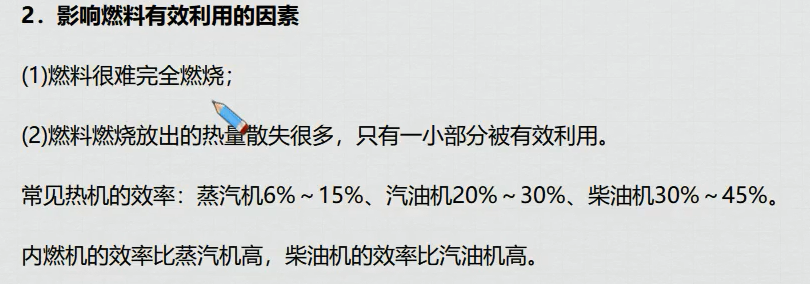 2．影响燃料有效利用的因素
(1)燃料很难完全燃烧；
(2)燃料燃烧放出的热量散失很多，只有一小部分被有效利用。
常见热机的效率：蒸汽机6%～15%、汽油机20%～30%、柴油机30%～45%。
内燃机的效率比蒸汽机高，柴油机的效率比汽油机高。